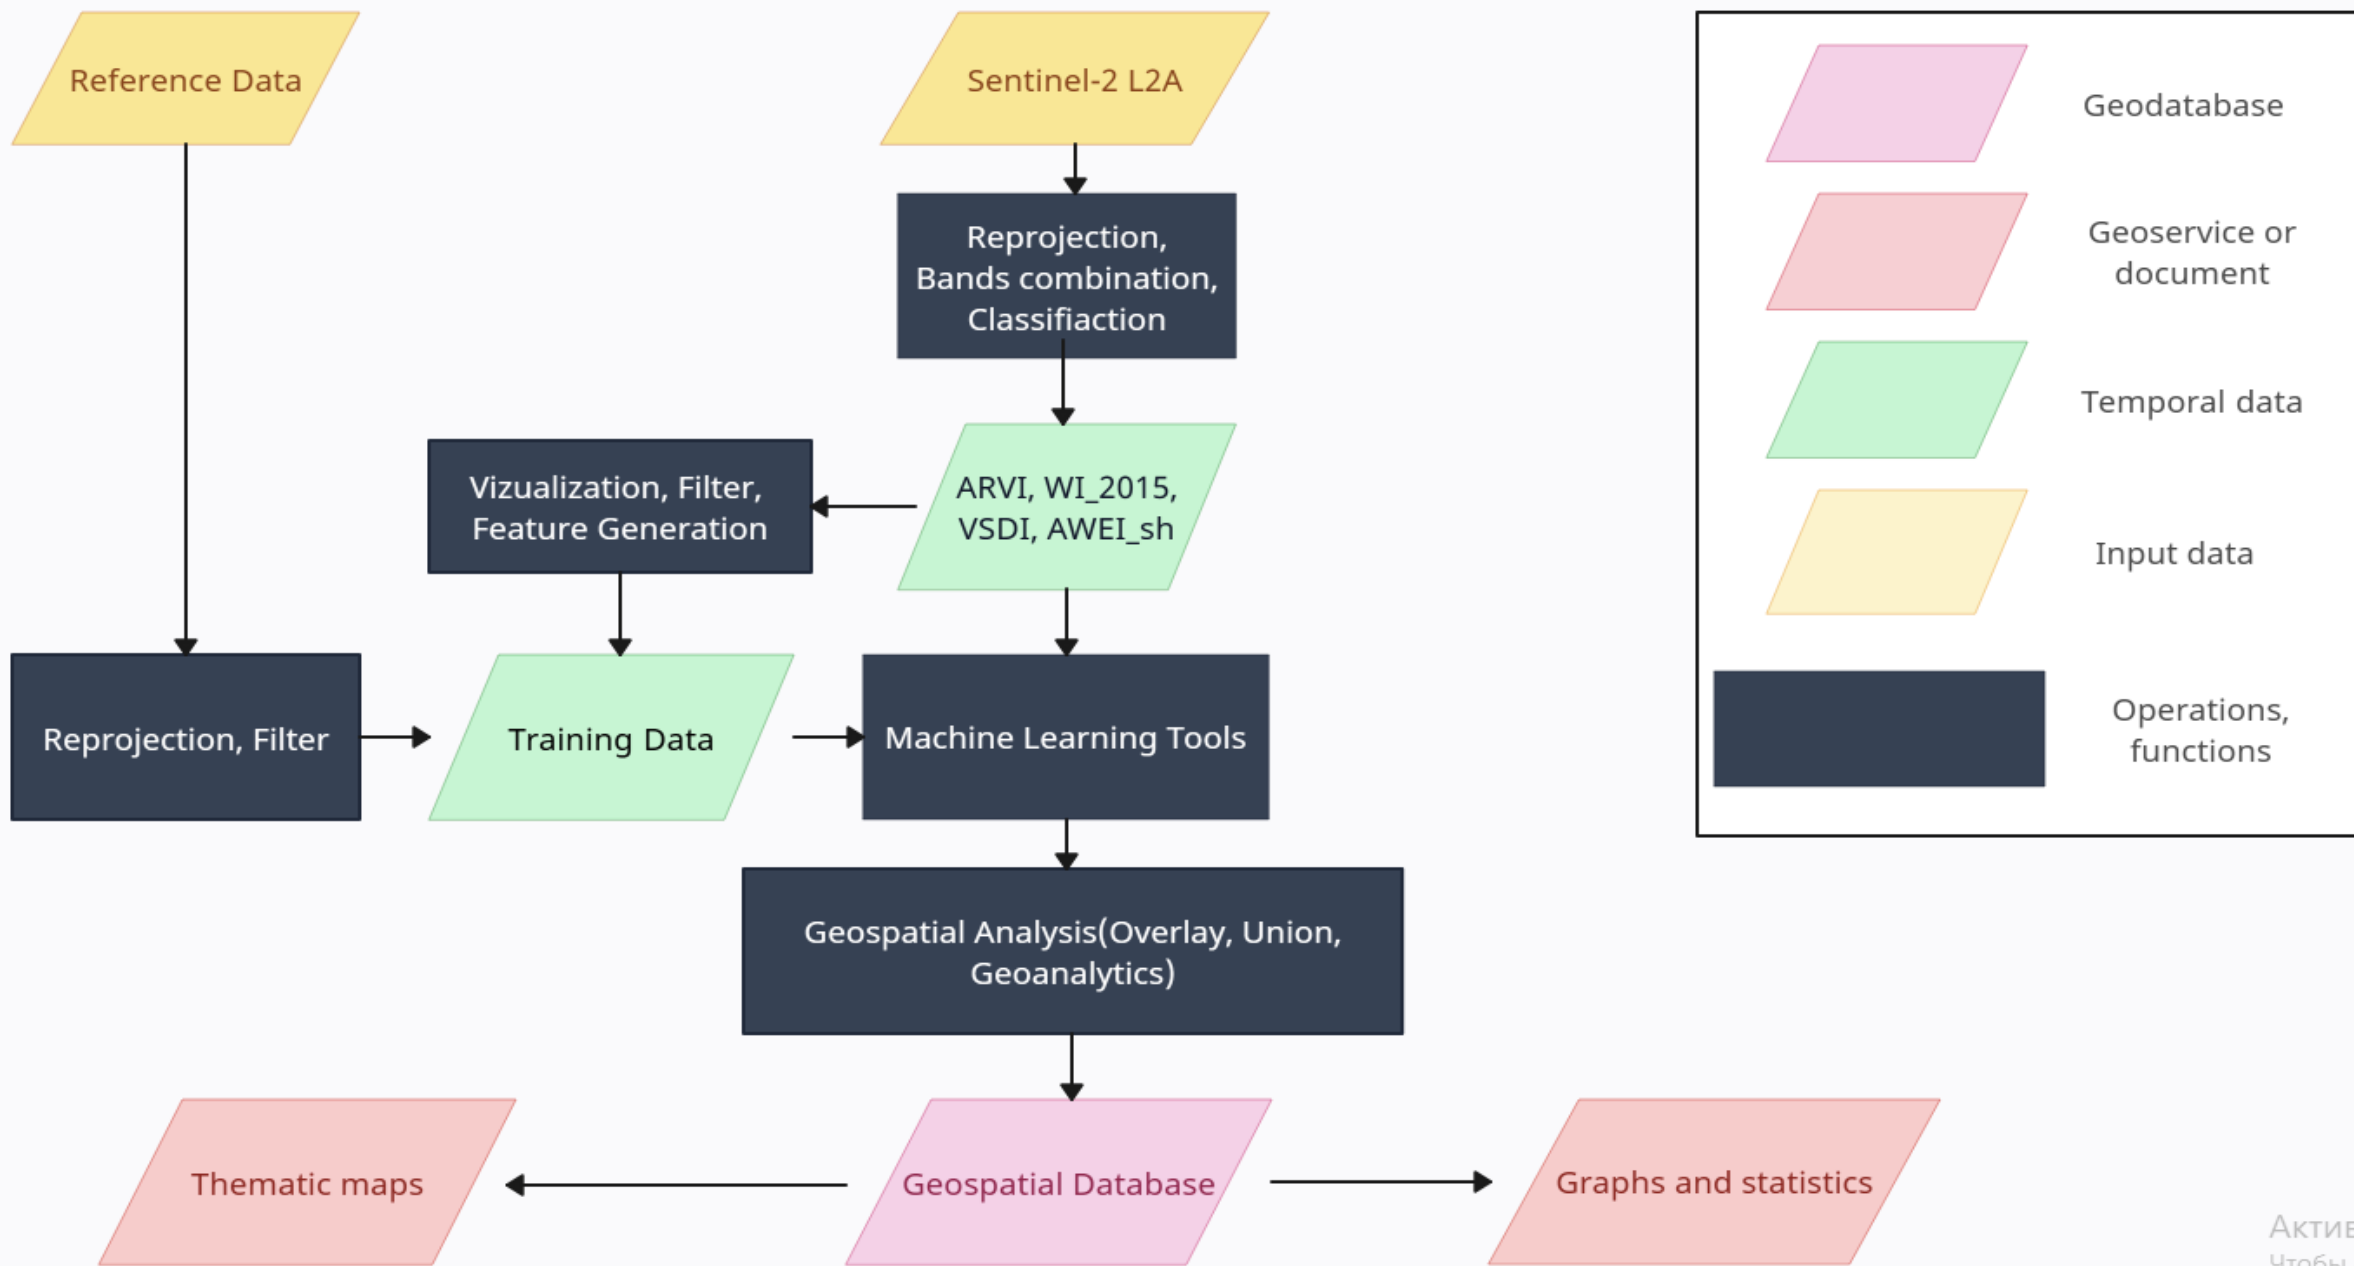 Reference Data
Sentinel-2 L2A
Reprojection,
Bands combination,
Classifiaction
Vizualization, Filter,
Feature Generation
ARVI, WI_2015,
VSDI, AWEI_sh
Reprojection, Filter
Training Data
Machine Learning Tools
Geospatial Analysis(Overlay, Union,
Geoanalytics)
Thematic maps
Geospatial Database
Graphs and statistics
Geodatabase
Geoservice or
document
Temporal data
Input data
Operations,
functions
Актив
Чтобы